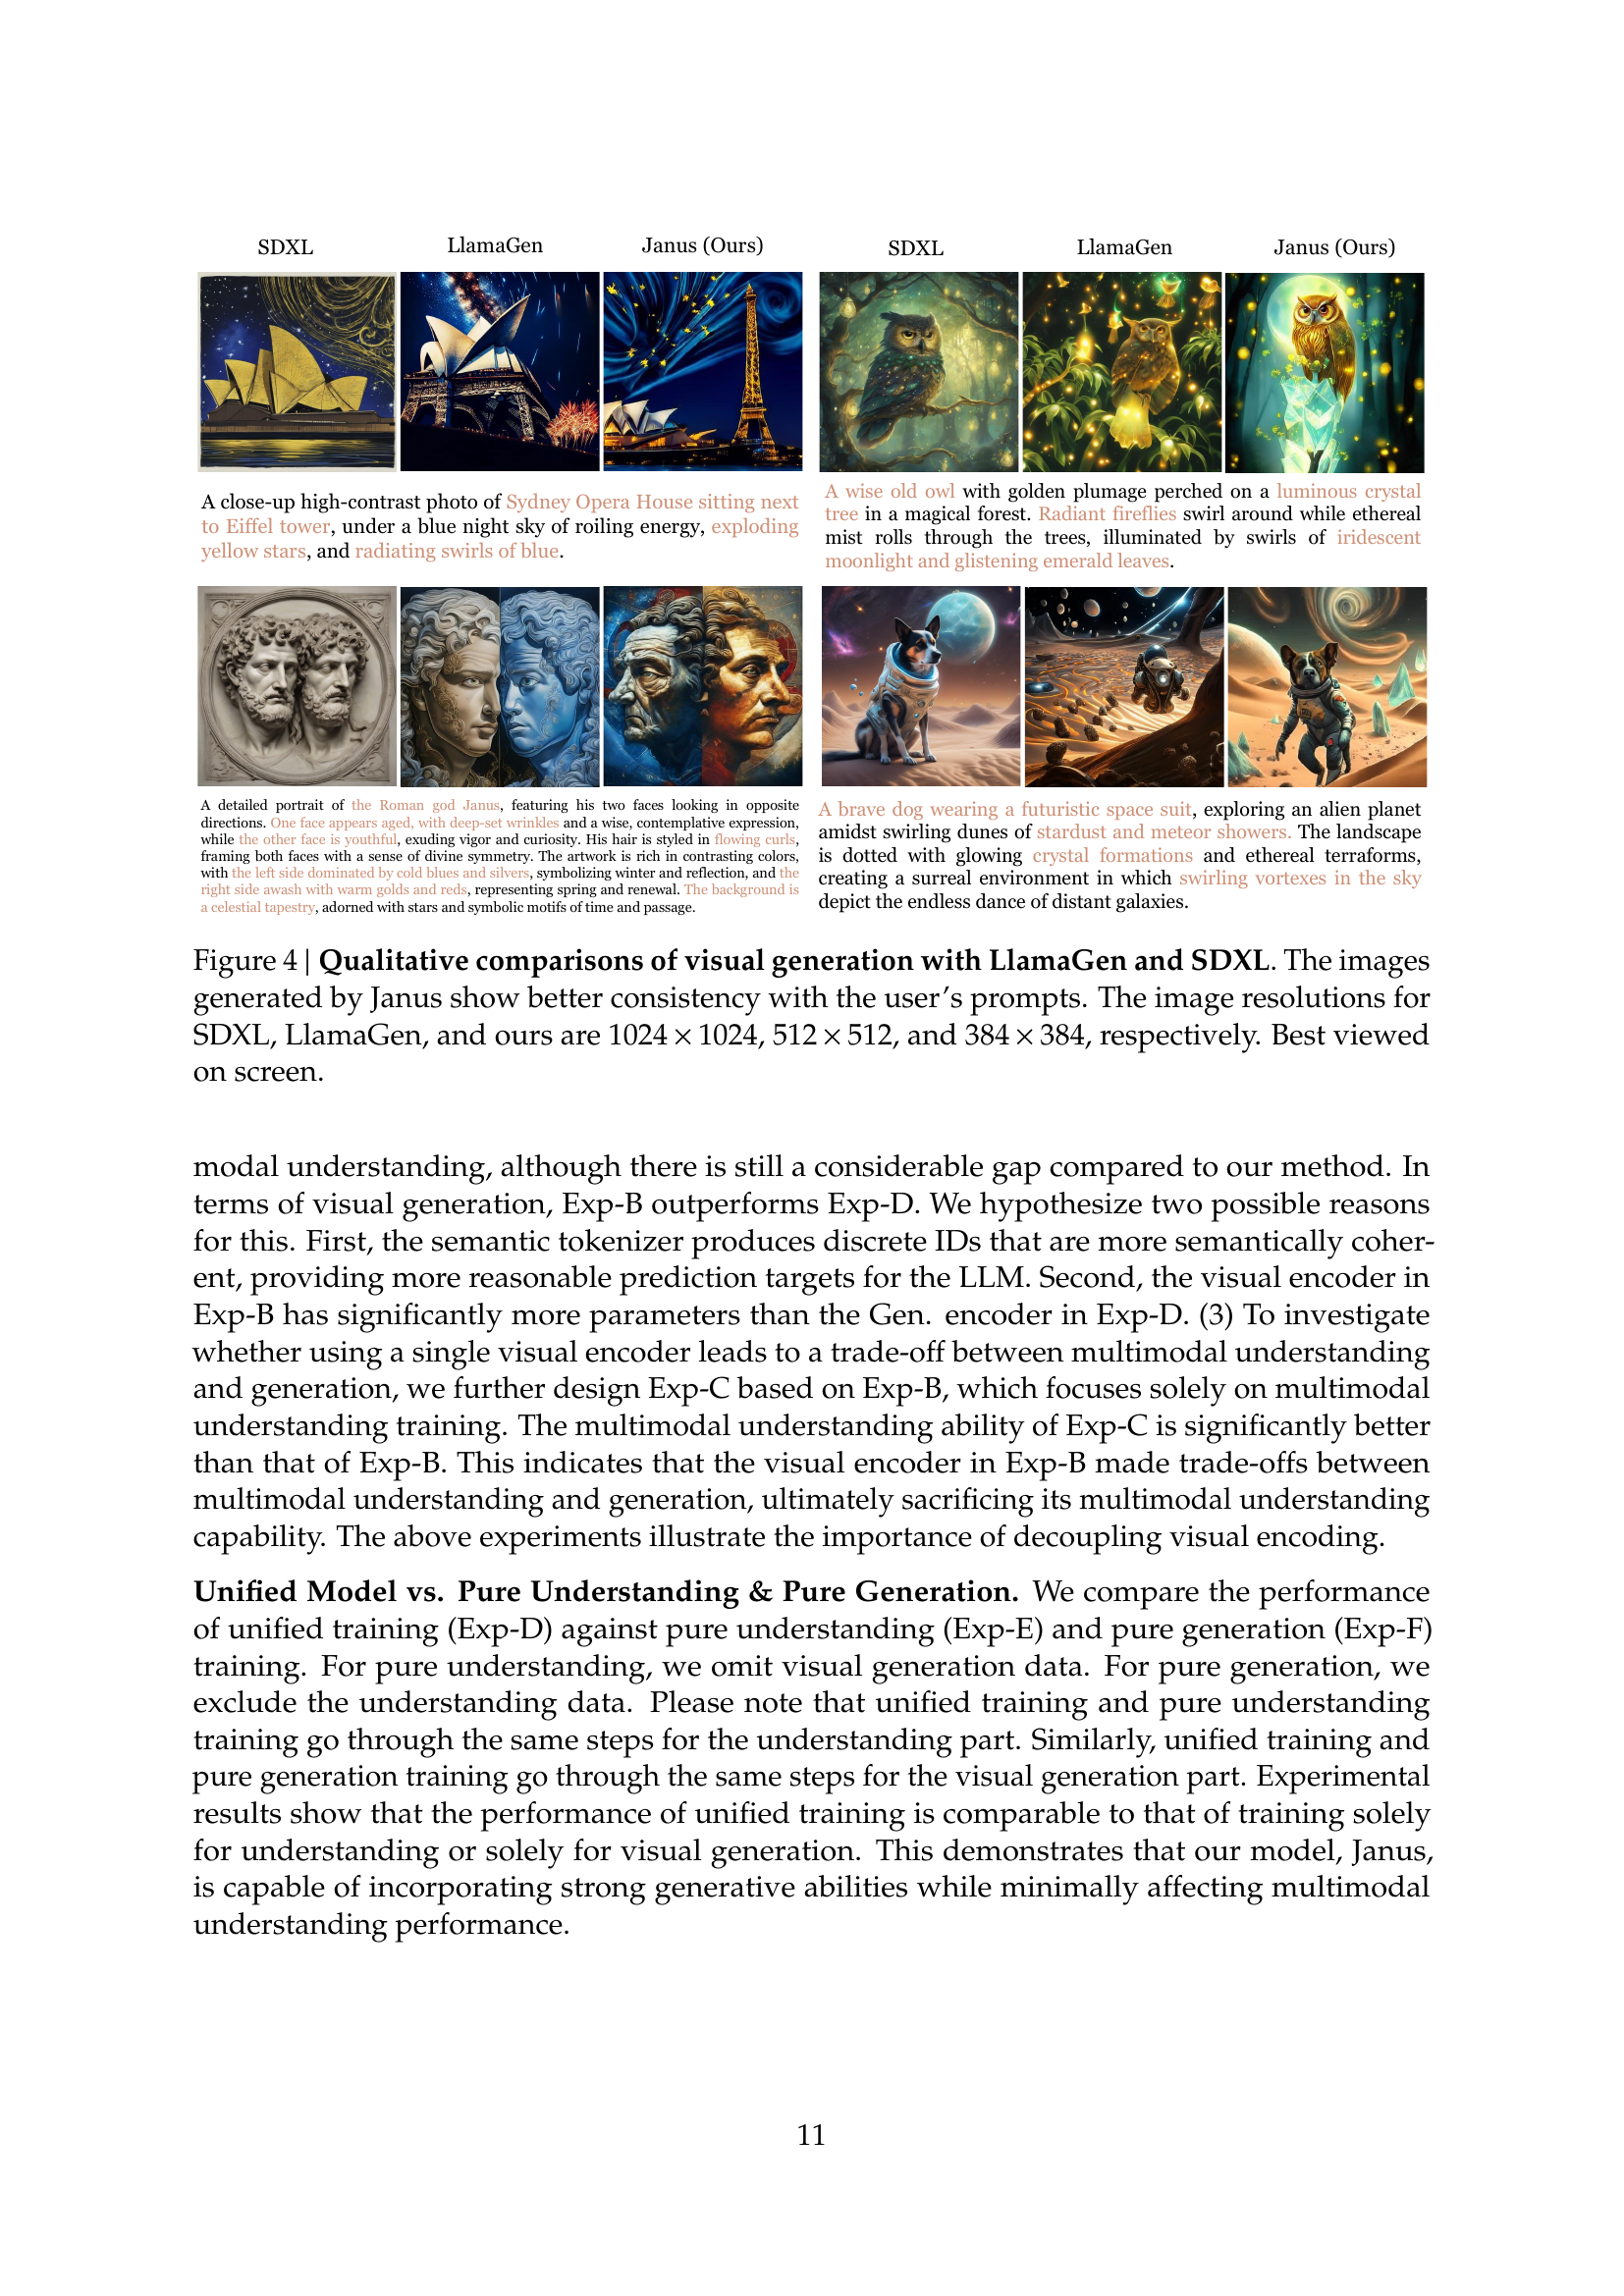 SDXL LlamaGen Janus (Ours) SDXL LlamaGen Janus (Ours)
A close-up high-contrast photo of Sydney Opera House sitting next
to Eiffel tower, under a blue night sky of roiling energy, exploding
yellow stars, and radiating swirls of blue.
A wise old owl with golden plumage perched on a luminous crystal
tree in a magical forest. Radiant fireflies swirl around while ethereal
mist rolls through the trees, illuminated by swirls of iridescent
moonlight and glistening emerald leaves.
A detailed portrait of the Roman god Janus, featuring his two faces looking in opposite
directions. One face appears aged, with deep-set wrinkles and a wise, contemplative expression,
while the other face is youthful, exuding vigor and curiosity. His hair is styled in flowing curls,
framing both faces with a sense of divine symmetry. The artwork is rich in contrasting colors,
with the left side dominated by cold blues and silvers, symbolizing winter and reflection, and the
right side awash with warm golds and reds, representing spring and renewal. The background is
a celestial tapestry, adorned with stars and symbolic motifs of time and passage.
A brave dog wearing a futuristic space suit, exploring an alien planet
amidst swirling dunes of stardust and meteor showers. The landscape
is dotted with glowing crystal formations and ethereal terraforms,
creating a surreal environment in which swirling vortexes in the sky
depict the endless dance of distant galaxies.
Figure 4 | Qualitative comparisons of visual generation with LlamaGen and SDXL. The images
generated by Janus show better consistency with the user's prompts. The image resolutions for
SDXL, LlamaGen, and ours are 1024 × 1024, 512 × 512, and 384 × 384, respectively. Best viewed
on screen.
modal understanding, although there is still a considerable gap compared to our method. In
terms of visual generation, Exp-B outperforms Exp-D. We hypothesize two possible reasons
for this. First, the semantic tokenizer produces discrete IDs that are more semantically coher-
ent, providing more reasonable prediction targets for the LLM. Second, the visual encoder in
Exp-B has significantly more parameters than the Gen. encoder in Exp-D. (3) To investigate
whether using a single visual encoder leads to a trade-off between multimodal understanding
and generation, we further design Exp-C based on Exp-B, which focuses solely on multimodal
understanding training. The multimodal understanding ability of Exp-C is significantly better
than that of Exp-B. This indicates that the visual encoder in Exp-B made trade-offs between
multimodal understanding and generation, ultimately sacrificing its multimodal understanding
capability. The above experiments illustrate the importance of decoupling visual encoding.
Unified Model vs. Pure Understanding & Pure Generation. We compare the performance
of unified training (Exp-D) against pure understanding (Exp-E) and pure generation (Exp-F)
training. For pure understanding, we omit visual generation data. For pure generation, we
exclude the understanding data. Please note that unified training and pure understanding
training go through the same steps for the understanding part. Similarly, unified training and
pure generation training go through the same steps for the visual generation part. Experimental
results show that the performance of unified training is comparable to that of training solely
for understanding or solely for visual generation. This demonstrates that our model, Janus,
is capable of incorporating strong generative abilities while minimally affecting multimodal
understanding performance.
11